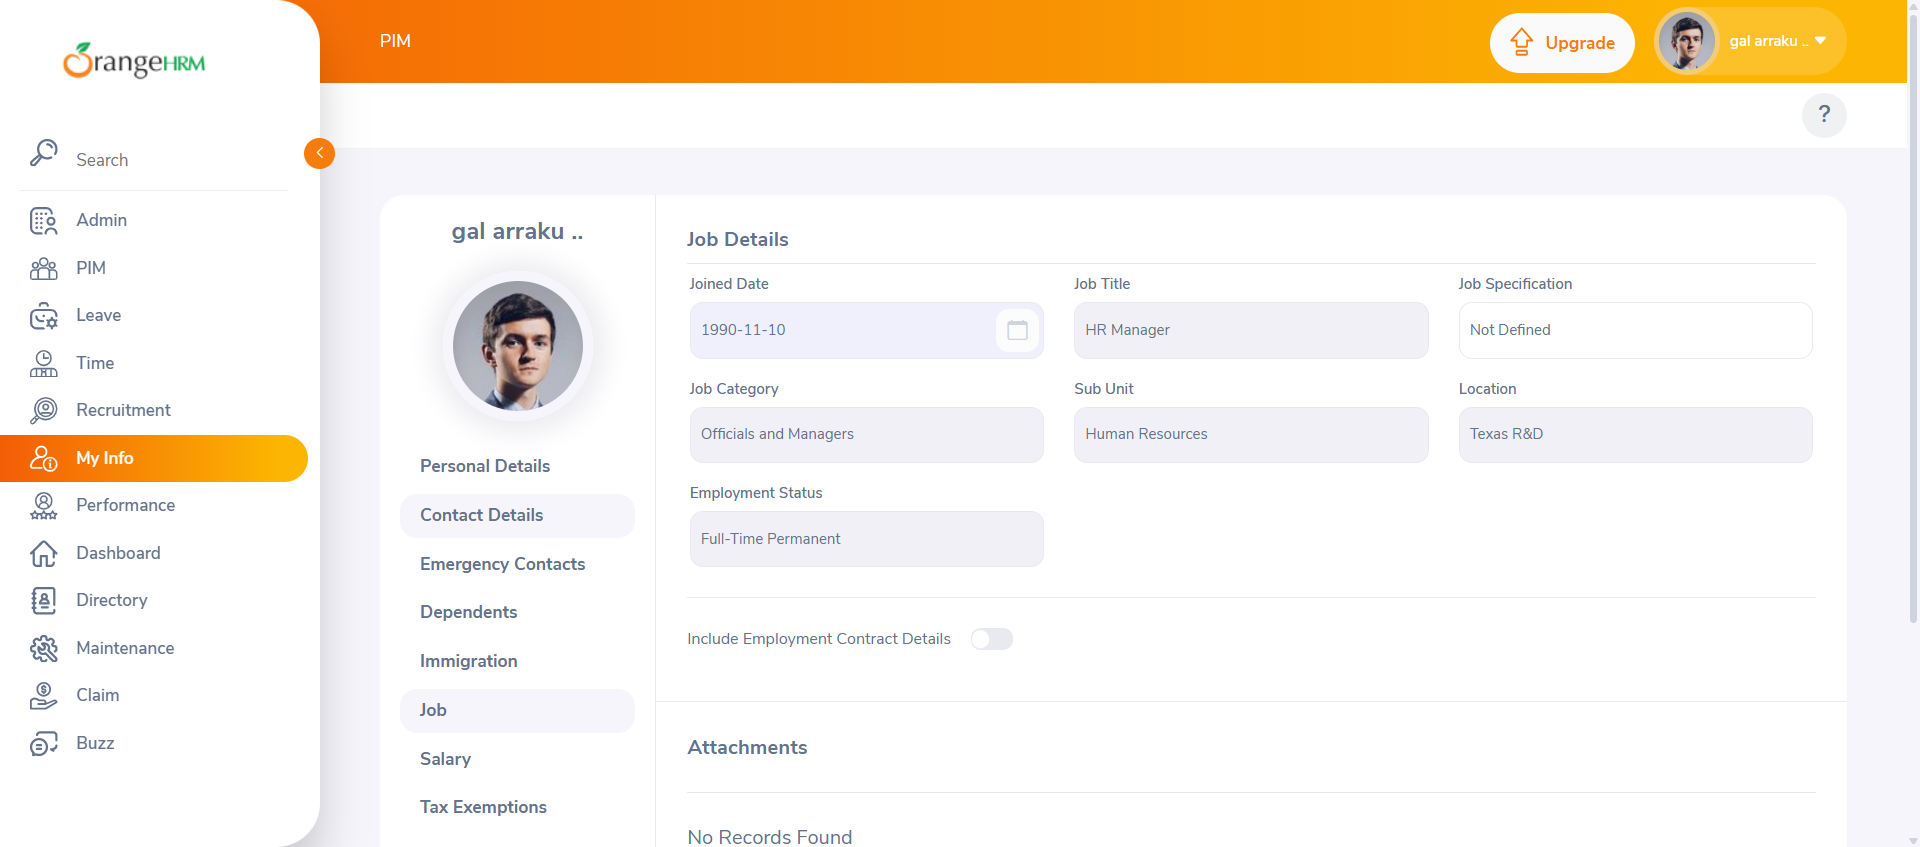 OrangeHRM
PIM
Upgrade
gal arraku ..
?
Search
Admin
PIM
Leave
Time
Recruitment
My Info
Performance
Dashboard
Directory
Maintenance
Claim
Buzz
gal arraku ..
Personal Details
Contact Details
Emergency Contacts
Dependents
Immigration
Job
Salary
Tax Exemptions
Job Details
Joined Date
Job Title
Job Specification
1990-11-10
HR Manager
Not Defined
Job Category
Sub Unit
Location
Officials and Managers
Human Resources
Texas R&D
Employment Status
Full-Time Permanent
Include Employment Contract Details
Attachments
No Records Found